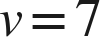 v = 7